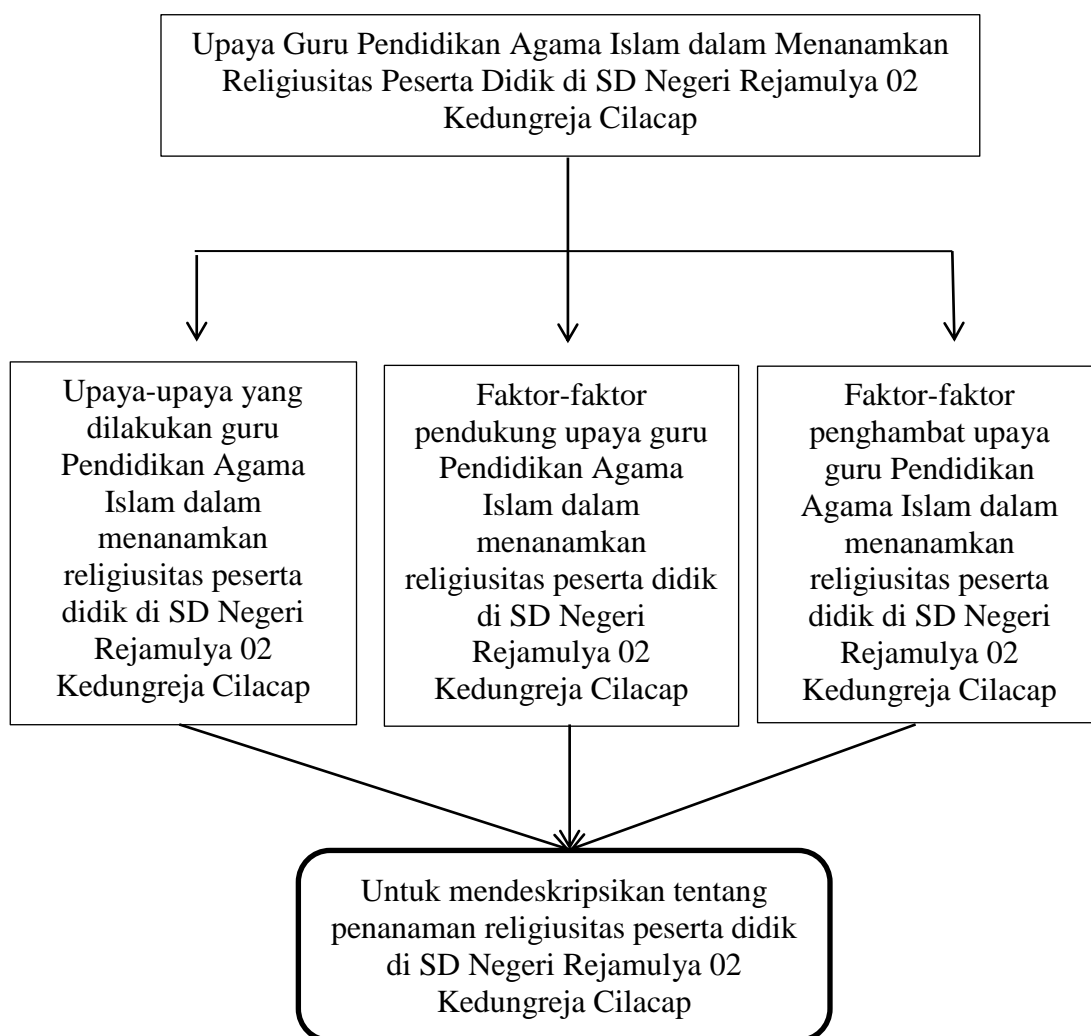 Upaya Guru Pendidikan Agama Islam dalam Menanamkan
Religiusitas Peserta Didik di SD Negeri Rejamulya 02
Kedungreja Cilacap
Upaya-upaya yang
dilakukan guru
Pendidikan Agama
Islam dalam
menanamkan
religiusitas peserta
didik di SD Negeri
Rejamulya 02
Kedungreja Cilacap
Faktor-faktor
pendukung upaya guru
Pendidikan Agama
Islam dalam
menanamkan
religiusitas peserta didik
di SD Negeri
Rejamulya 02
Kedungreja Cilacap
Faktor-faktor
penghambat upaya
guru Pendidikan
Agama Islam dalam
menanamkan
religiusitas peserta
didik di SD Negeri
Rejamulya 02
Kedungreja Cilacap
Untuk mendeskripsikan tentang
penanaman religiusitas peserta didik
di SD Negeri Rejamulya 02
Kedungreja Cilacap